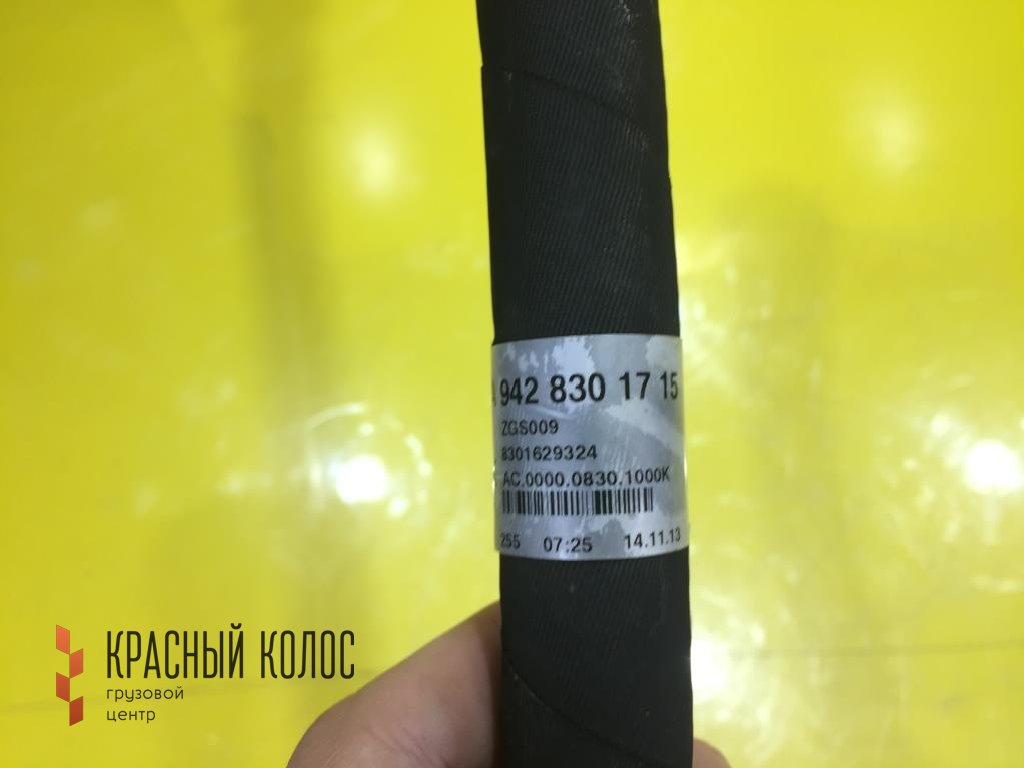 A 942 830 17 15
ZGS009
8301629324
AC.0000.0830.1000K
255 07:25 14.11.13
КРАСНЫЙ КОЛОС
грузовой
центр